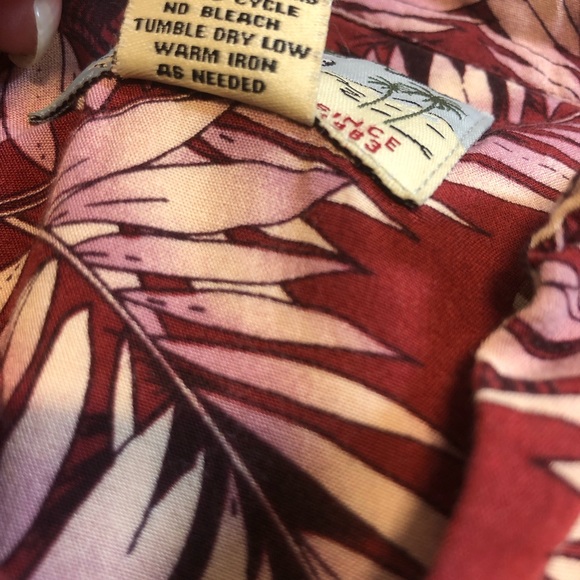 CYCLE
NO BLEACH
TUMBLE DRY LOW
WARM IRON
AS NEEDED
SINCE